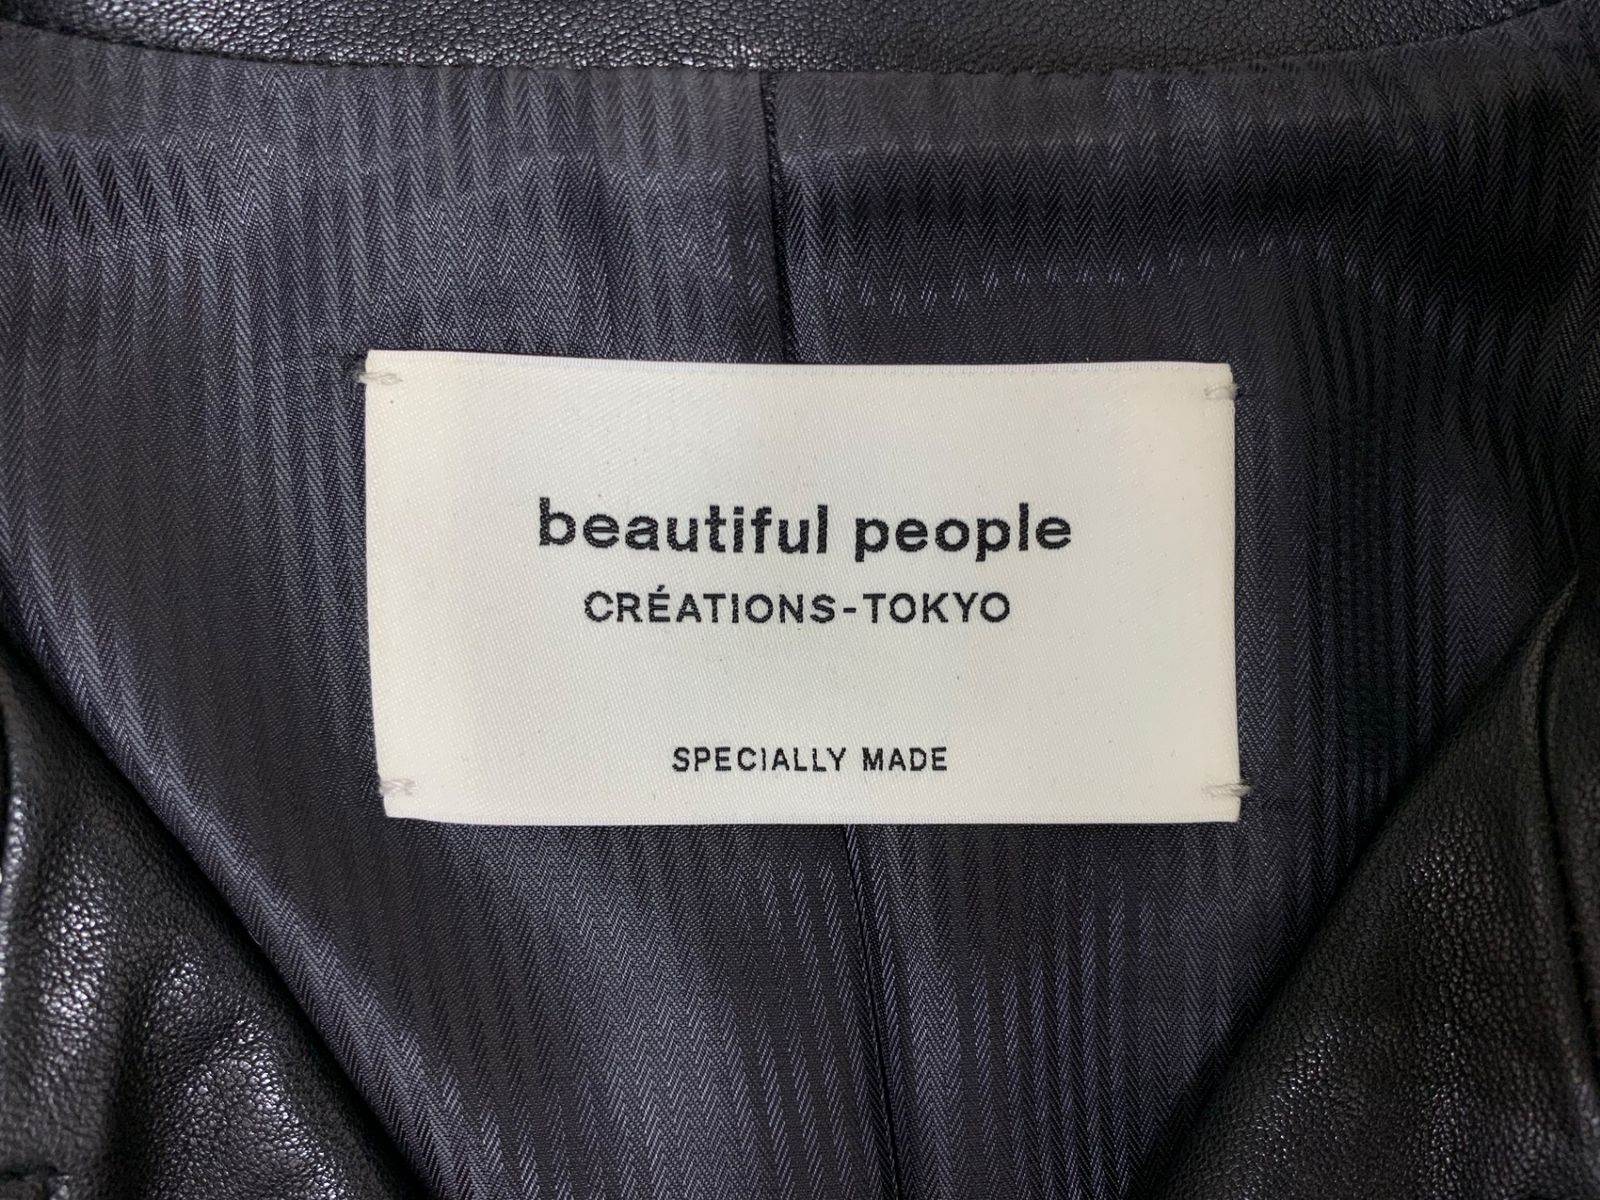 beautiful people
CRÉATIONS-TOKYO
SPECIALLY MADE